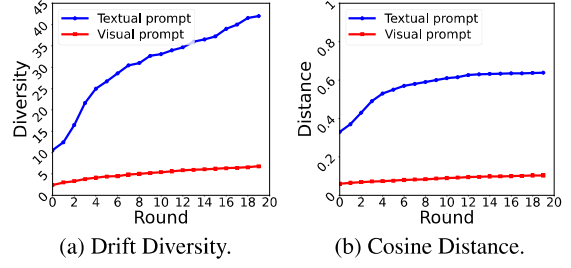 Textual prompt
Visual prompt
Diversity
45
40
35
30
25
20
15
10
5
0
0 2 4 6 8 10 12 14 16 18 20
Round
(a) Drift Diversity.
Textual prompt
Visual prompt
Distance
1
0.8
0.6
0.4
0.2
0
0 2 4 6 8 10 12 14 16 18 20
Round
(b) Cosine Distance.